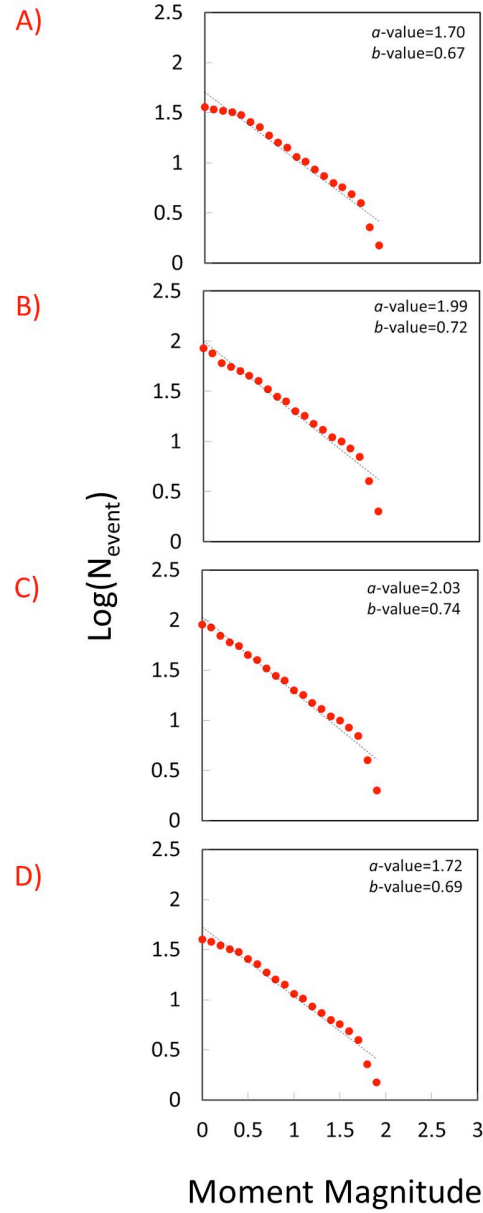 A)
2.5
2
1.5
1
0.5
0
a-value=1.70
b-value=0.67
B)
2.5
2
1.5
1
0.5
0
a-value=1.99
b-value=0.72
Log(Nevent)
C)
2.5
2
1.5
1
0.5
0
a-value=2.03
b-value=0.74
D)
2.5
2
1.5
1
0.5
0
a-value=1.72
b-value=0.69
0 0.5 1 1.5 2 2.5 3
Moment Magnitude